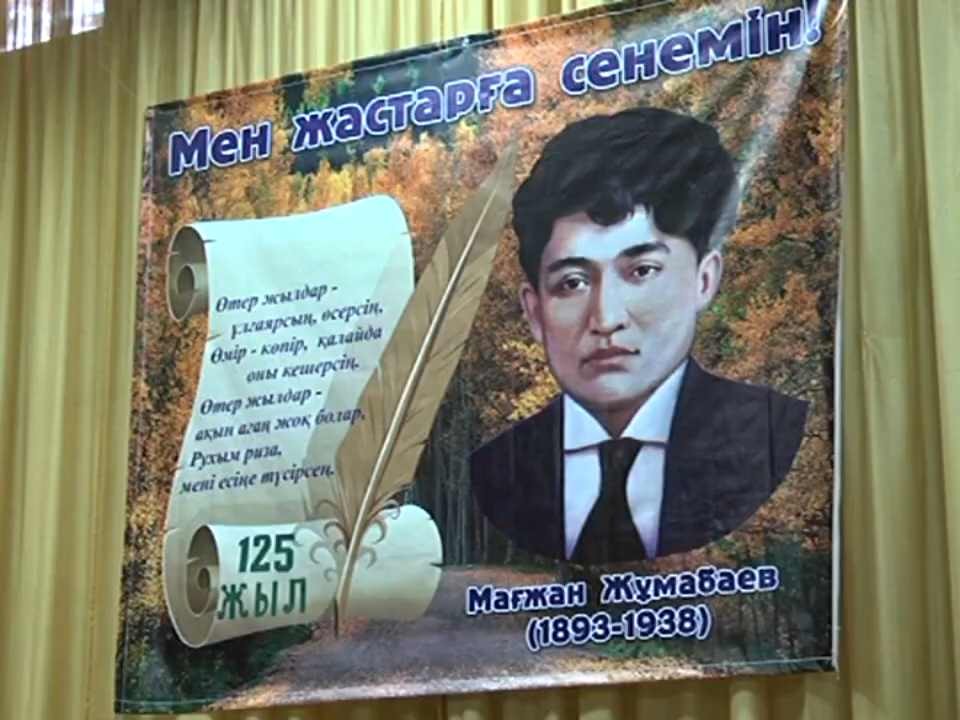 Мен жастарға сенемін!
Өтер жылдар -
ұлғаярсың, өсерсің,
Өмір - көпір, қалайда
оны кешерсің.
Өтер жылдар -
ақын ағаң жоқ болар,
Рухым риза,
мені есіңе түсірсең.
125
ЖЫЛ
Мағжан Жұмабаев
(1893-1938)